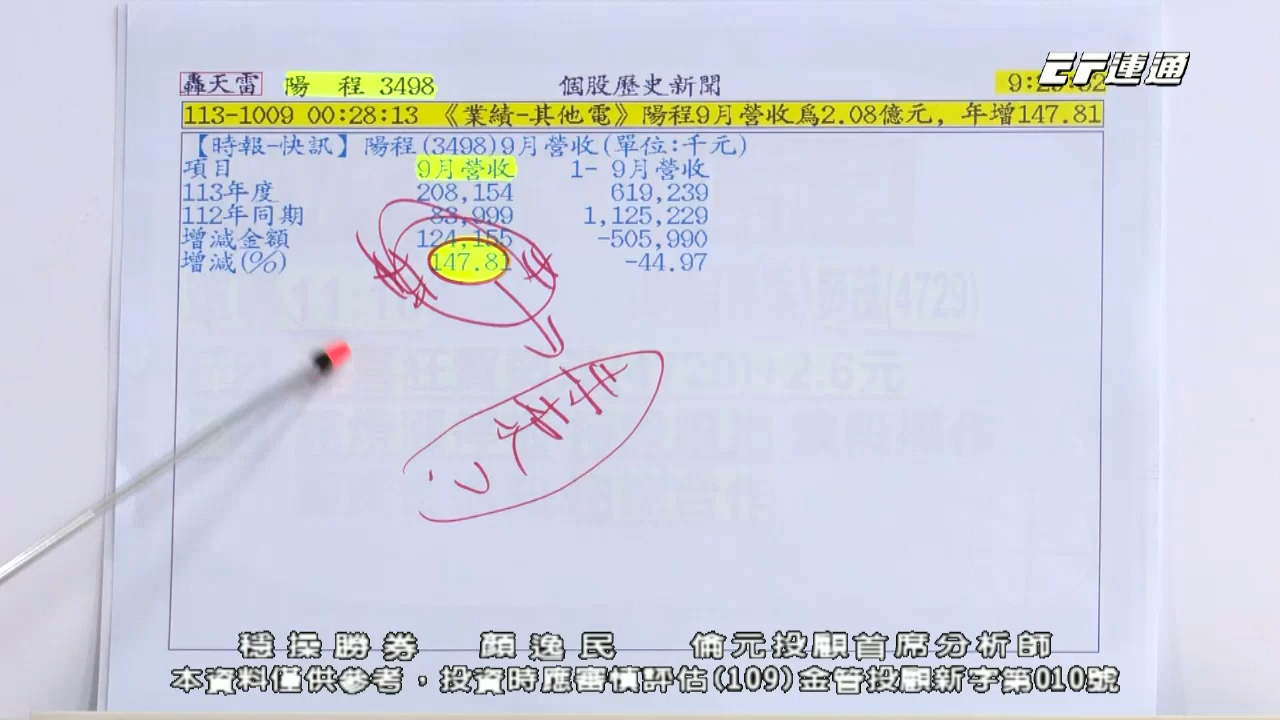 轟天雷 陽 程 3498 個股歷史新聞
EF運通
113-1009 00:28:13 《業績-其他電》陽程9月營收為2.08億元, 年增147.81
【時報-快訊】陽程(3498)9月營收(單位:千元)
項目 9月營收 1- 9月營收
113年度 208,154 619,239
112年同期 83,999 1,125,229
增減金額 124,155 -505,990
增減(%) 147.81 -44.97
穩操勝券 顏逸民 倫元投顧首席分析師
本資料僅供參考，投資時應審慎評估(109)金管投顧新字第010號